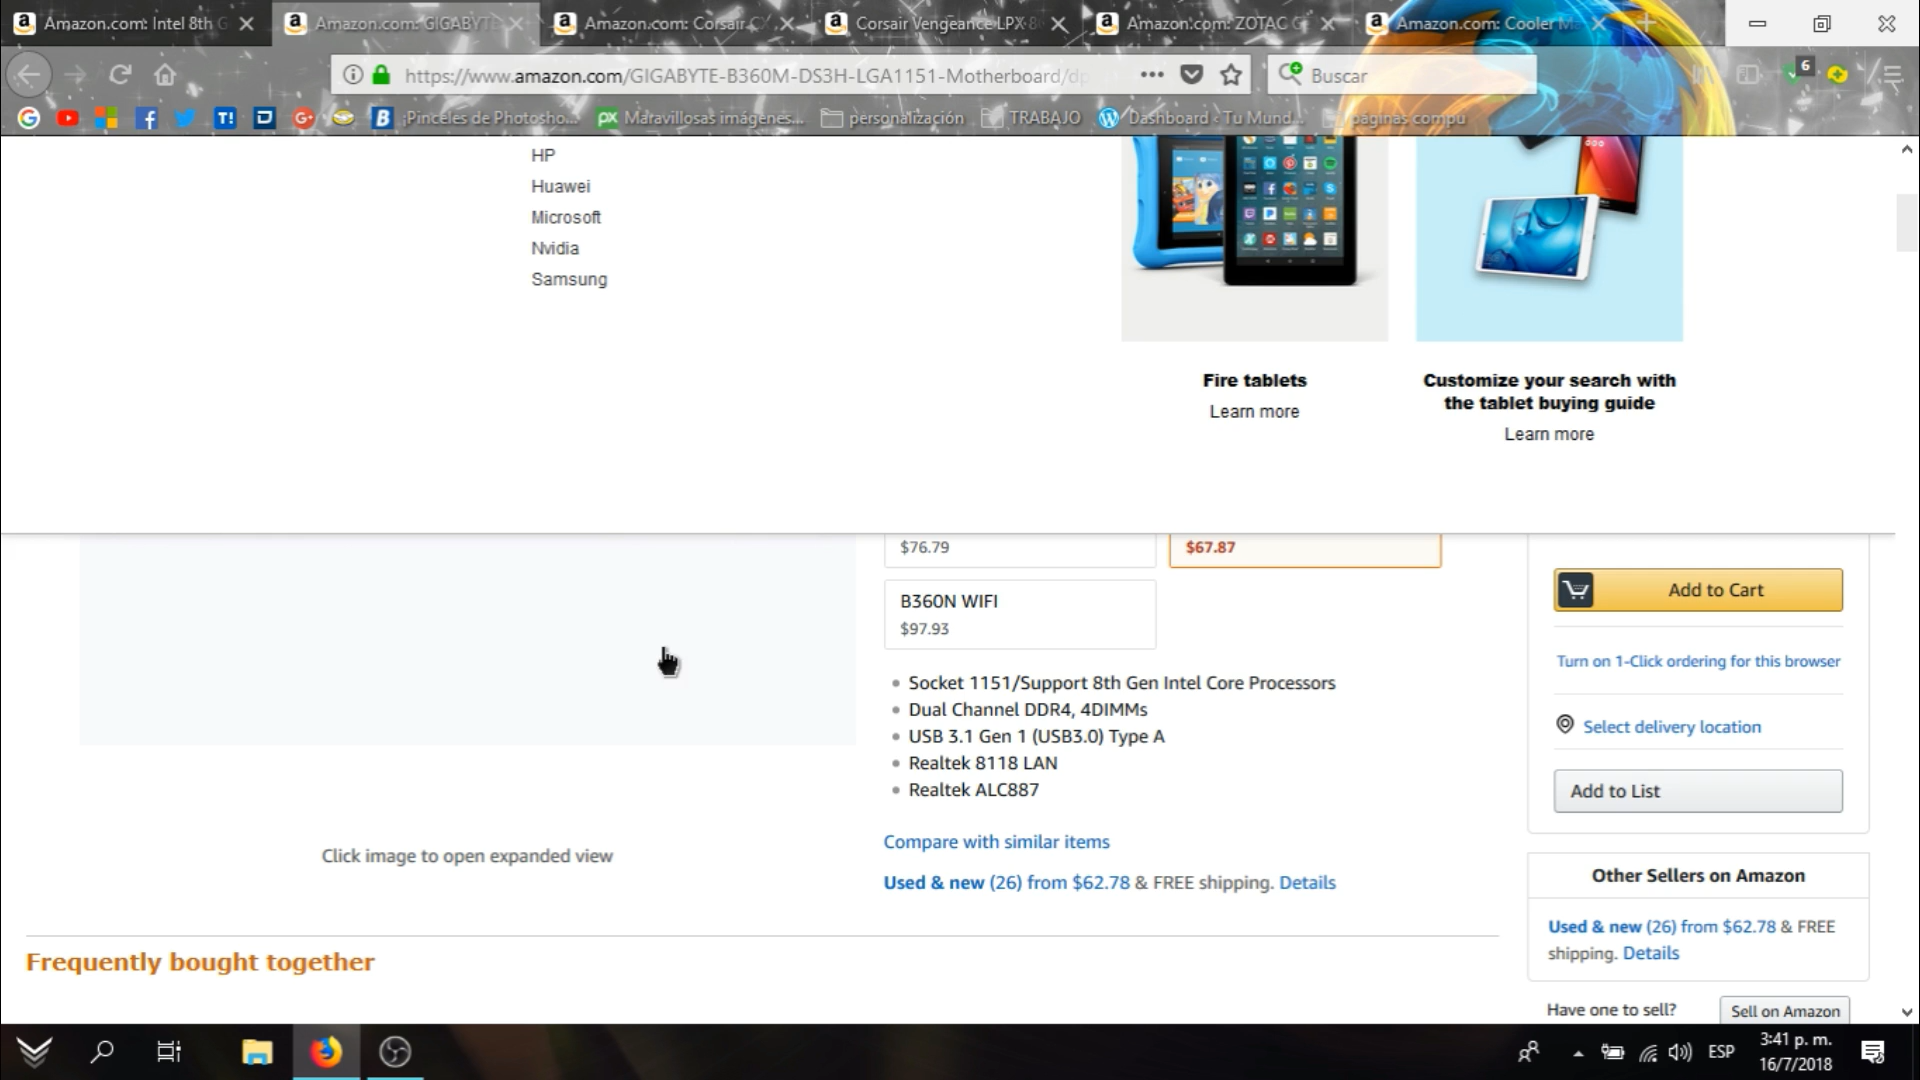 Amazon.com: Intel 8th G
Amazon.com: GIGABYTE
Amazon.com: Corsair CX
Corsair Vengeance LPX 8
Amazon.com: ZOTAC G
Amazon.com: Cooler Ma
https://www.amazon.com/GIGABYTE-B360M-DS3H-LGA1151-Motherboard/dp
Buscar
6
¡Pinceles de Photosho...
Maravillosas imágenes...
personalización
TRABAJO
Dashboard ‹ Tu Mund...
páginas compu
HP
Huawei
Microsoft
Nvidia
Samsung
Fire tablets
Learn more
Customize your search with
the tablet buying guide
Learn more
$76.79
$67.87
B360N WIFI
$97.93
Socket 1151/Support 8th Gen Intel Core Processors
Dual Channel DDR4, 4DIMMs
USB 3.1 Gen 1 (USB3.0) Type A
Realtek 8118 LAN
Realtek ALC887
Compare with similar items
Used & new (26) from $62.78 & FREE shipping. Details
Click image to open expanded view
Add to Cart
Turn on 1-Click ordering for this browser
Select delivery location
Add to List
Other Sellers on Amazon
Used & new (26) from $62.78 & FREE
shipping. Details
Have one to sell?
Sell on Amazon
Frequently bought together
ESP
3:41 p. m.
16/7/2018